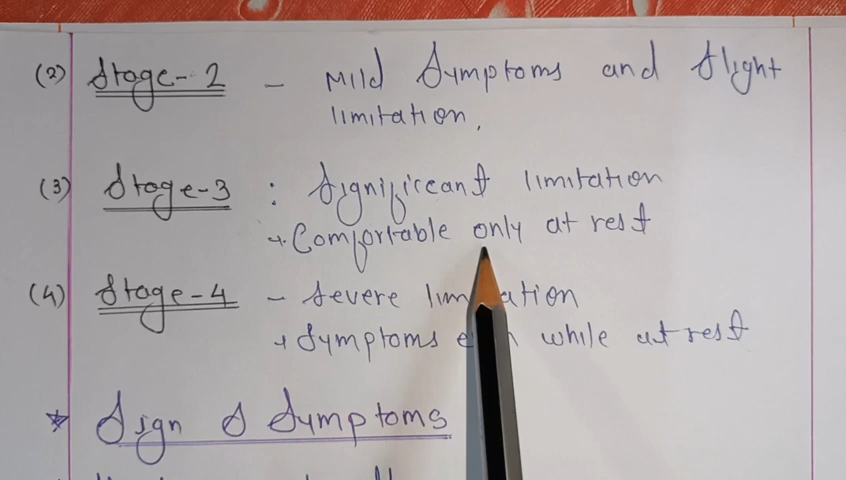 (2) Stage-2 - Mild Symptoms and Slight
limitation.
(3) Stage-3 : Significant limitation
→ Comfortable only at rest
(4) Stage-4 - Severe
→ Symptoms while at rest
* Sign & Symptoms